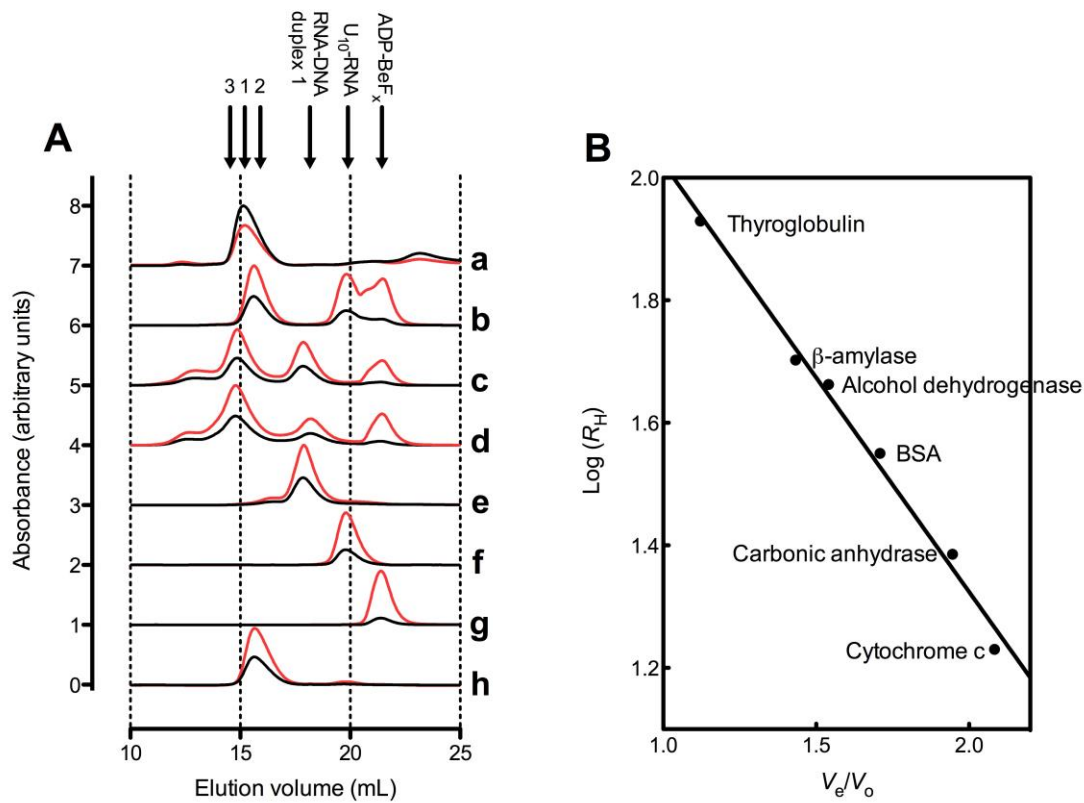 A
3 1 2
RNA-DNA
duplex 1
U₁₀-RNA
ADP-BeFₓ
Absorbance (arbitrary units)
8
7
6
5
4
3
2
1
0
a
b
c
d
e
f
g
h
10 15 20 25
Elution volume (mL)
B
Log (R_H)
2.0
1.8
1.6
1.4
1.2
Thyroglobulin
β-amylase
Alcohol dehydrogenase
BSA
Carbonic anhydrase
Cytochrome c
1.0 1.5 2.0
Vₑ/Vₒ